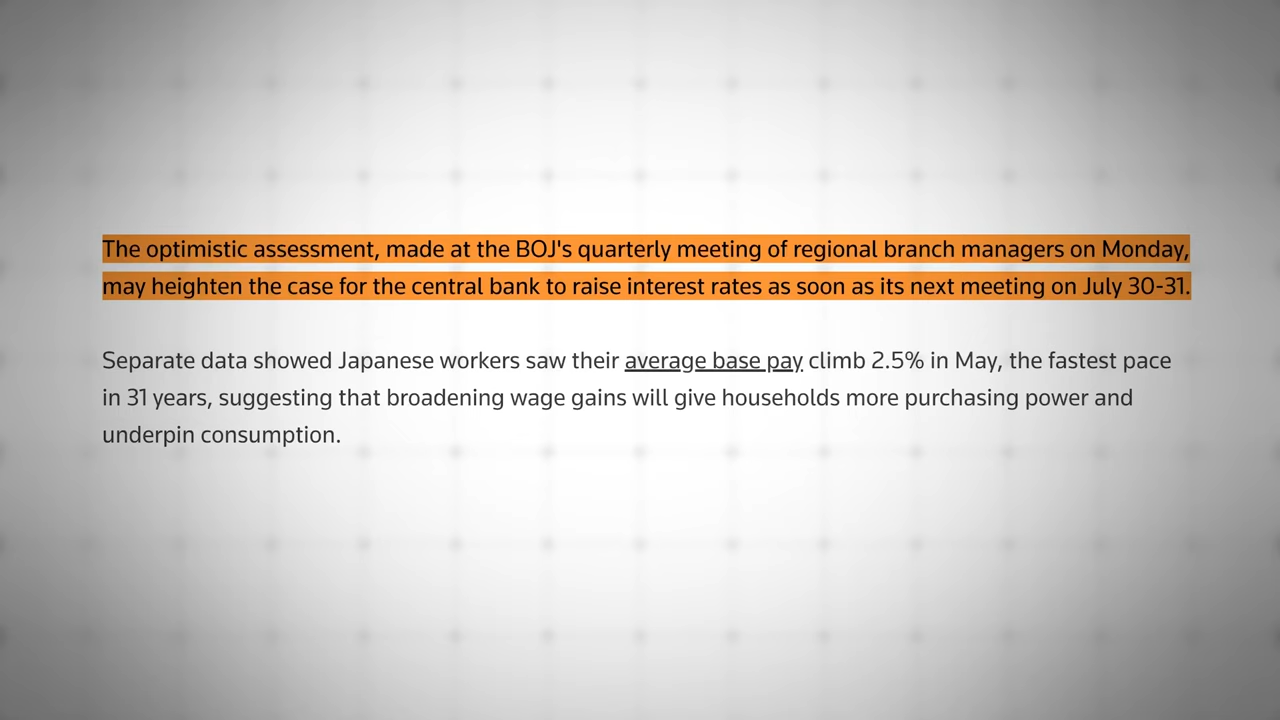 The optimistic assessment, made at the BOJ's quarterly meeting of regional branch managers on Monday,
may heighten the case for the central bank to raise interest rates as soon as its next meeting on July 30-31.
Separate data showed Japanese workers saw their average base pay climb 2.5% in May, the fastest pace
in 31 years, suggesting that broadening wage gains will give households more purchasing power and
underpin consumption.